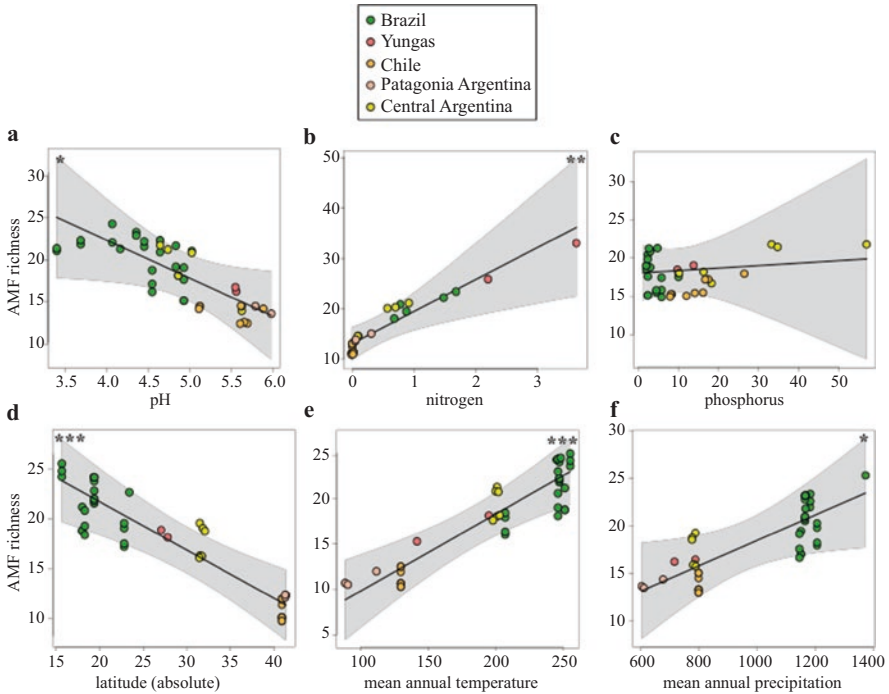 Brazil
Yungas
Chile
Patagonia Argentina
Central Argentina
a
*
30
25
20
15
10
AMF richness
3.5 4.0 4.5 5.0 5.5 6.0
pH
b
**
50
40
30
20
10
0 1 2 3
nitrogen
c
30
25
20
15
10
0 10 20 30 40 50
phosphorus
d
***
25
20
15
10
AMF richness
15 20 25 30 35 40
latitude (absolute)
e
***
25
20
15
10
5
100 150 200 250
mean annual temperature
f
*
30
25
20
15
10
600 800 1000 1200 1400
mean annual precipitation